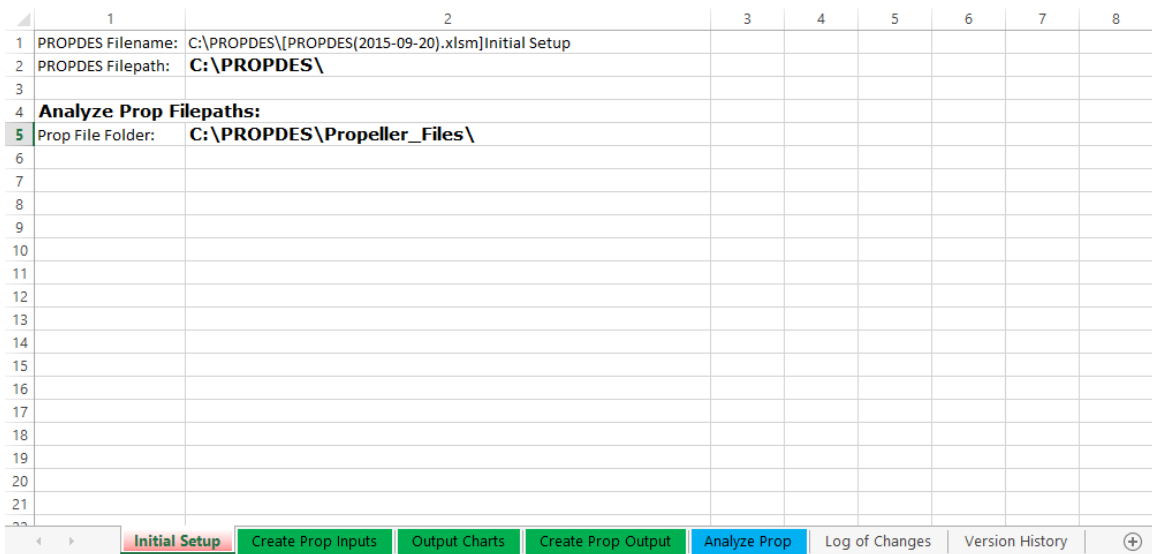 1 2 3 4 5 6 7 8
1 PROPDES Filename: C:\PROPDES\[PROPDES(2015-09-20).xlsm]Initial Setup
2 PROPDES Filepath: C:\PROPDES\
3
4 Analyze Prop Filepaths:
5 Prop File Folder: C:\PROPDES\Propeller_Files\
6
7
8
9
10
11
12
13
14
15
16
17
18
19
20
21
Initial Setup Create Prop Inputs Output Charts Create Prop Output Analyze Prop Log of Changes Version History